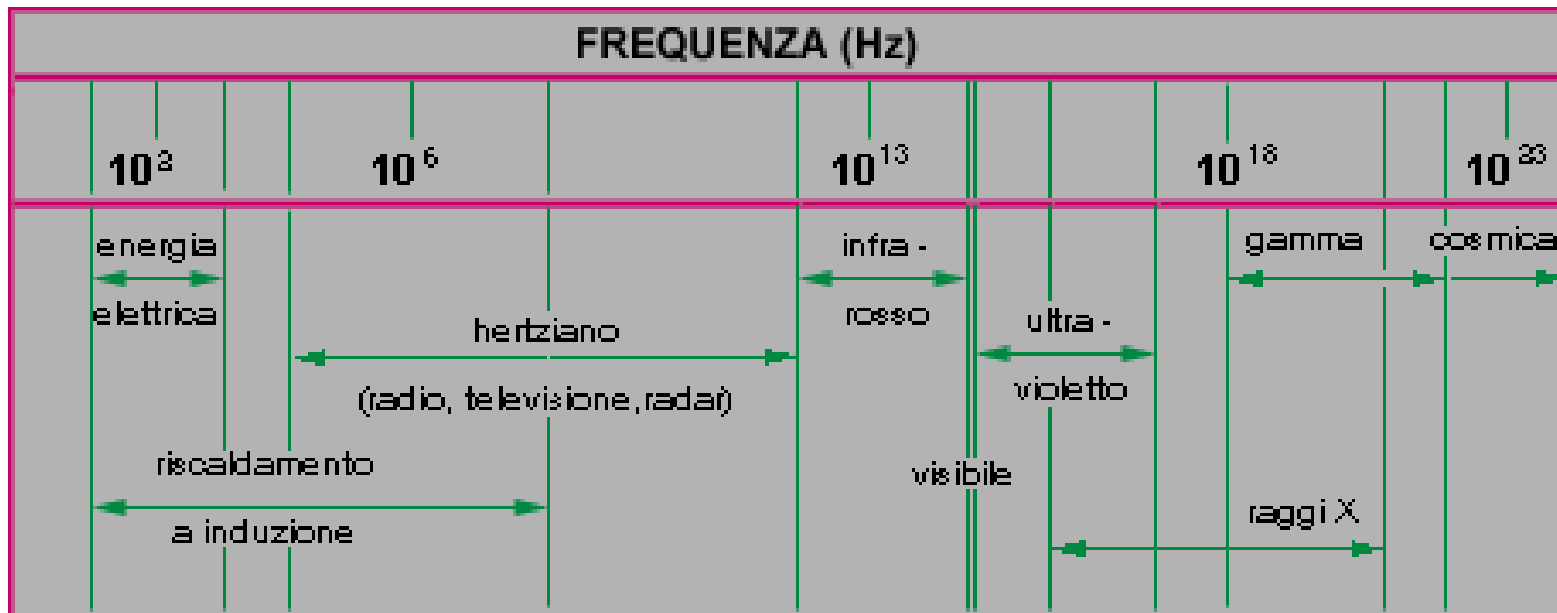 FREQUENZA (Hz)
10³ 10⁶ 10¹³ 10¹⁸ 10²³
energia
elettrica
hertziano
(radio, televisione,radar)
riscaldamento
a induzione
infra -
rosso
visibile
ultra -
violetto
gamma
cosmica
raggi X